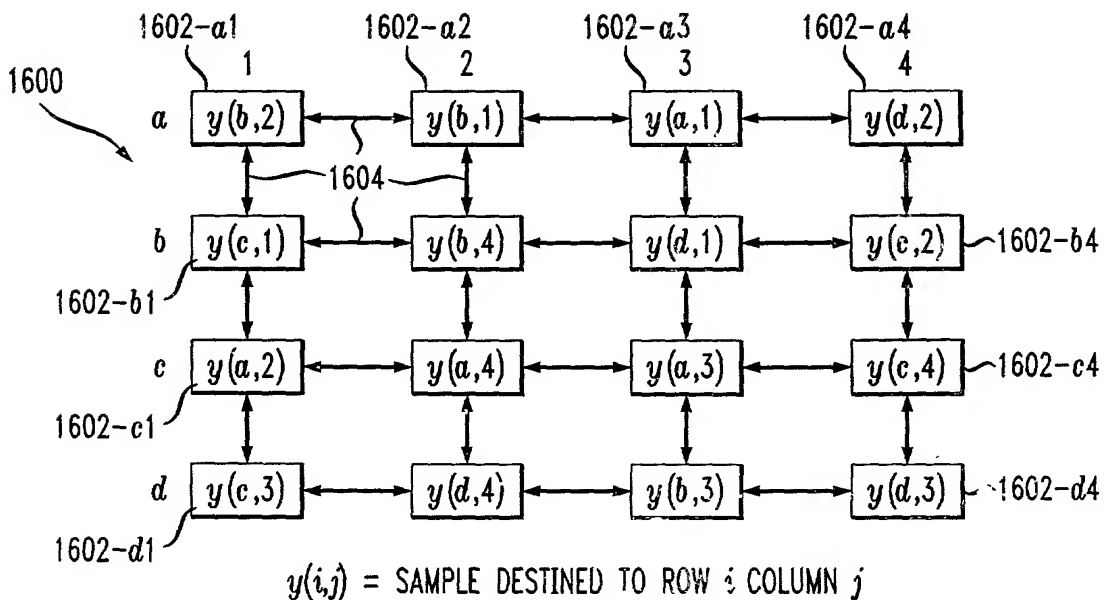 1602-a1 1602-a2 1602-a3 1602-a4
1 2 3 4
1600
a y(b,2) y(b,1) y(a,1) y(d,2)
1604
b y(c,1) y(b,4) y(d,1) y(c,2) 1602-b4
1602-b1
c y(a,2) y(a,4) y(a,3) y(c,4) 1602-c4
1602-c1
d y(c,3) y(d,4) y(b,3) y(d,3) 1602-d4
1602-d1
y(i,j) = SAMPLE DESTINED TO ROW i COLUMN j